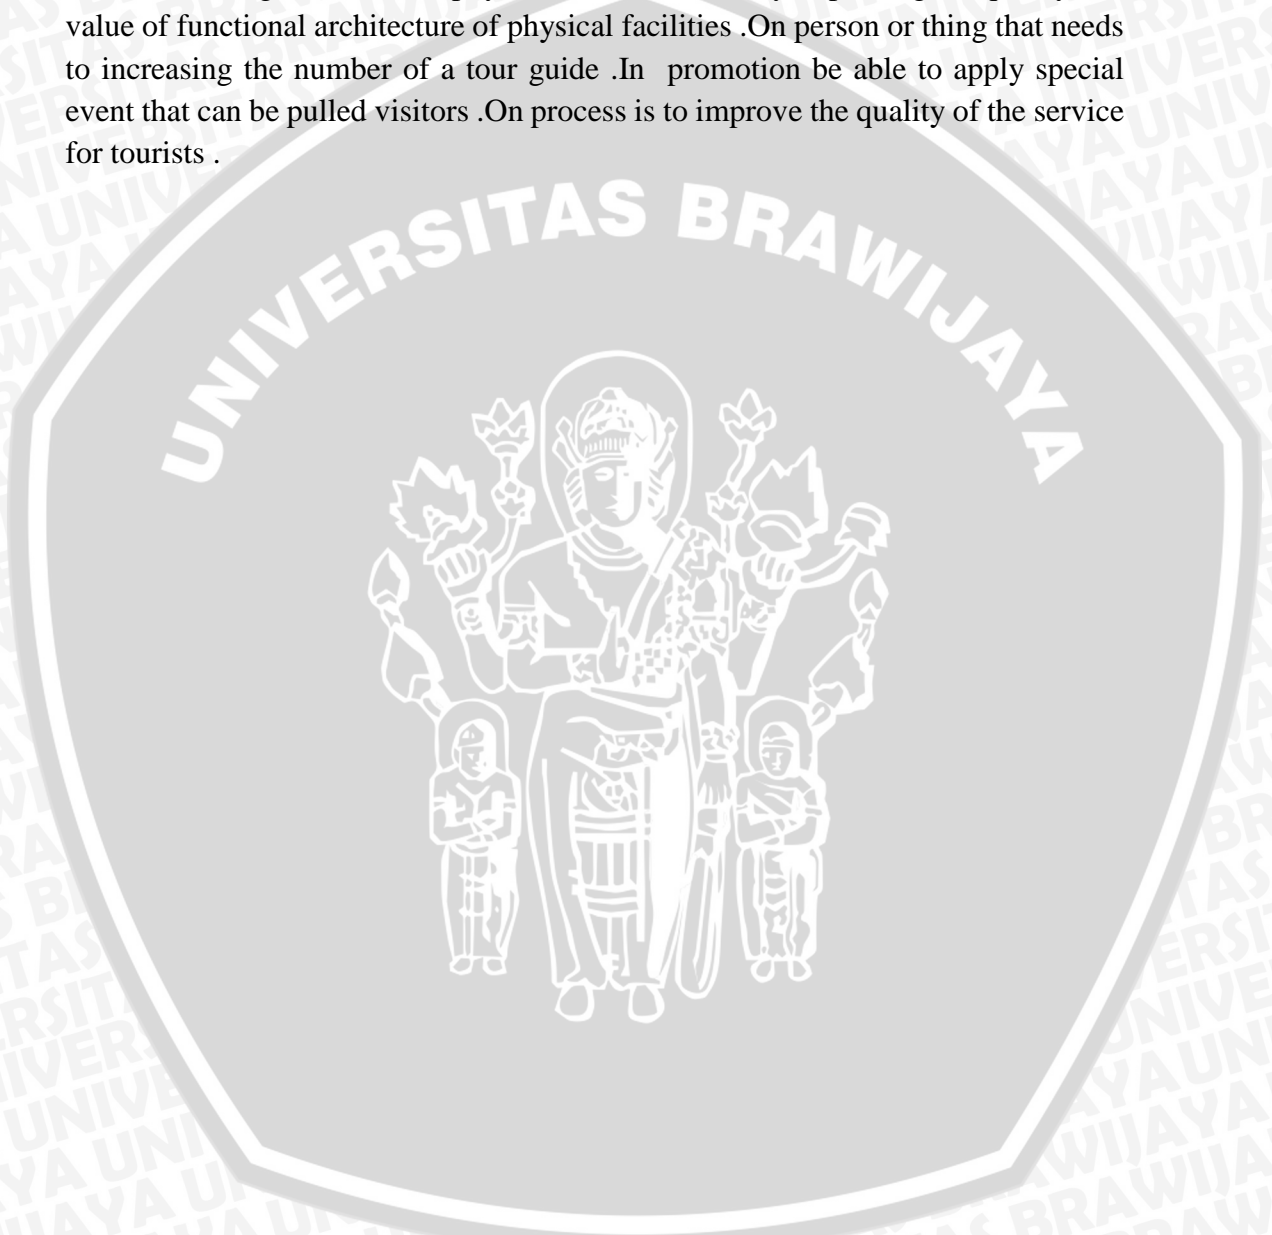 value of functional architecture of physical facilities .On person or thing that needs
to increasing the number of a tour guide .In promotion be able to apply special
event that can be pulled visitors .On process is to improve the quality of the service
for tourists .
UNIVERSITAS BRAWIJAYA